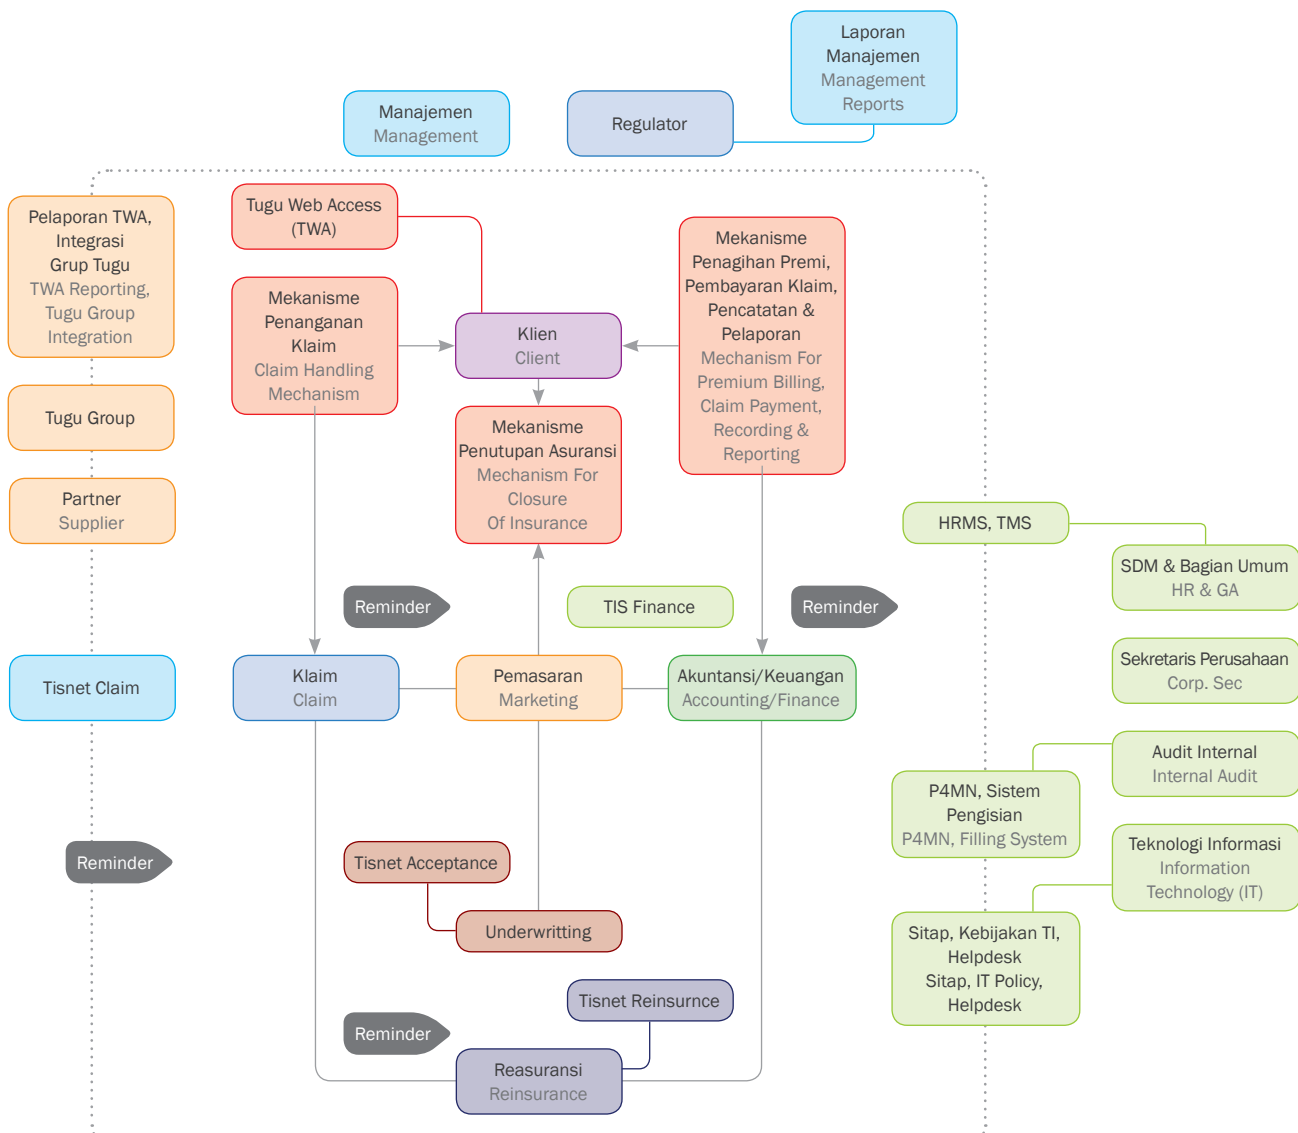 Laporan
Manajemen
Management
Reports
Manajemen
Management
Regulator
Pelaporan TWA,
Integrasi
Grup Tugu
TWA Reporting,
Tugu Group
Integration
Tugu Web Access
(TWA)
Mekanisme
Penanganan
Klaim
Claim Handling
Mechanism
Klien
Client
Mekanisme
Penagihan Premi,
Pembayaran Klaim,
Pencatatan &
Pelaporan
Mechanism For
Premium Billing,
Claim Payment,
Recording &
Reporting
Tugu Group
Mekanisme
Penutupan Asuransi
Mechanism For
Closure
Of Insurance
Partner
Supplier
HRMS, TMS
SDM & Bagian Umum
HR & GA
Reminder
TIS Finance
Reminder
Tisnet Claim
Klaim
Claim
Pemasaran
Marketing
Akuntansi/Keuangan
Accounting/Finance
Sekretaris Perusahaan
Corp. Sec
Audit Internal
Internal Audit
P4MN, Sistem
Pengisian
P4MN, Filling System
Reminder
Tisnet Acceptance
Teknologi Informasi
Information
Technology (IT)
Underwritting
Sitap, Kebijakan TI,
Helpdesk
Sitap, IT Policy,
Helpdesk
Tisnet Reinsurnce
Reminder
Reasuransi
Reinsurance